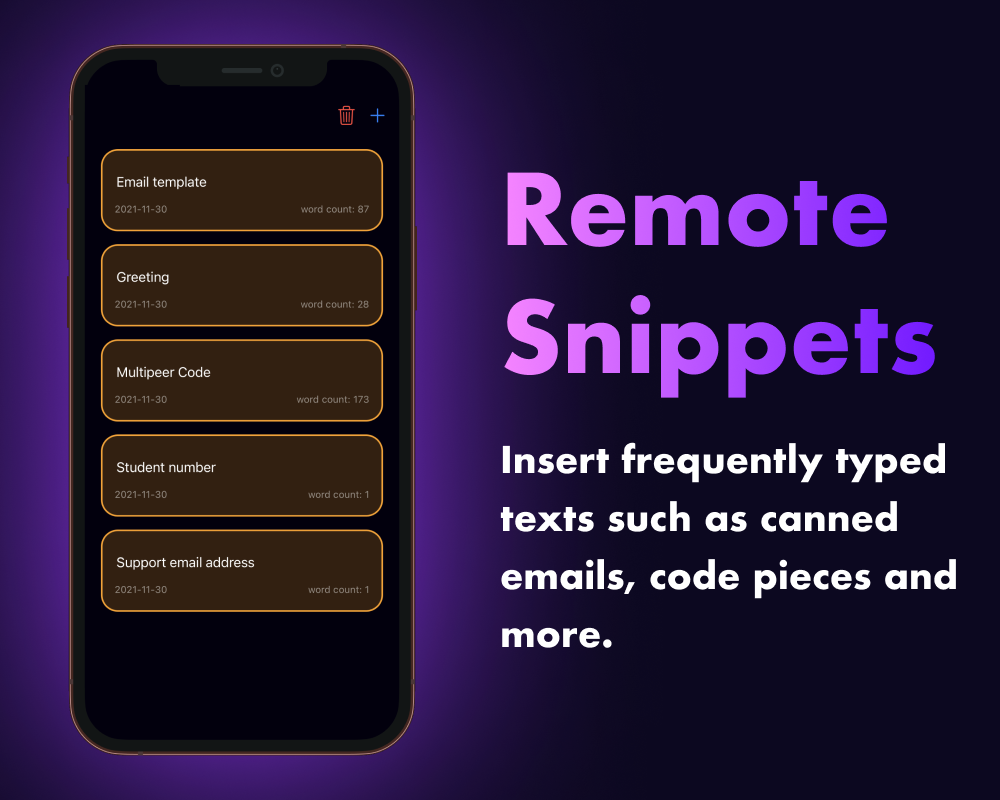 Email template
2021-11-30 word count: 87
Greeting
2021-11-30 word count: 28
Multipeer Code
2021-11-30 word count: 173
Student number
2021-11-30 word count: 1
Support email address
2021-11-30 word count: 1
Remote
Snippets
Insert frequently typed
texts such as canned
emails, code pieces and
more.